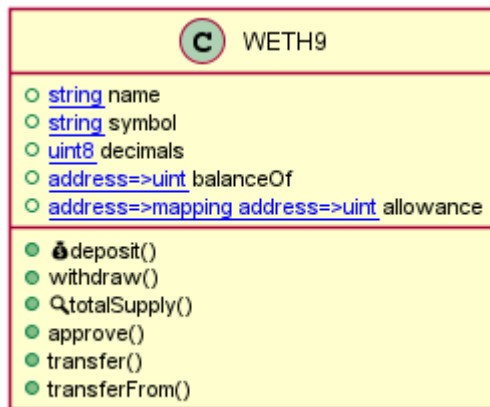 C WETH9
string name
string symbol
uint8 decimals
address=>uint balanceOf
address=>mapping address=>uint allowance
💰deposit()
withdraw()
🔍totalSupply()
approve()
transfer()
transferFrom()